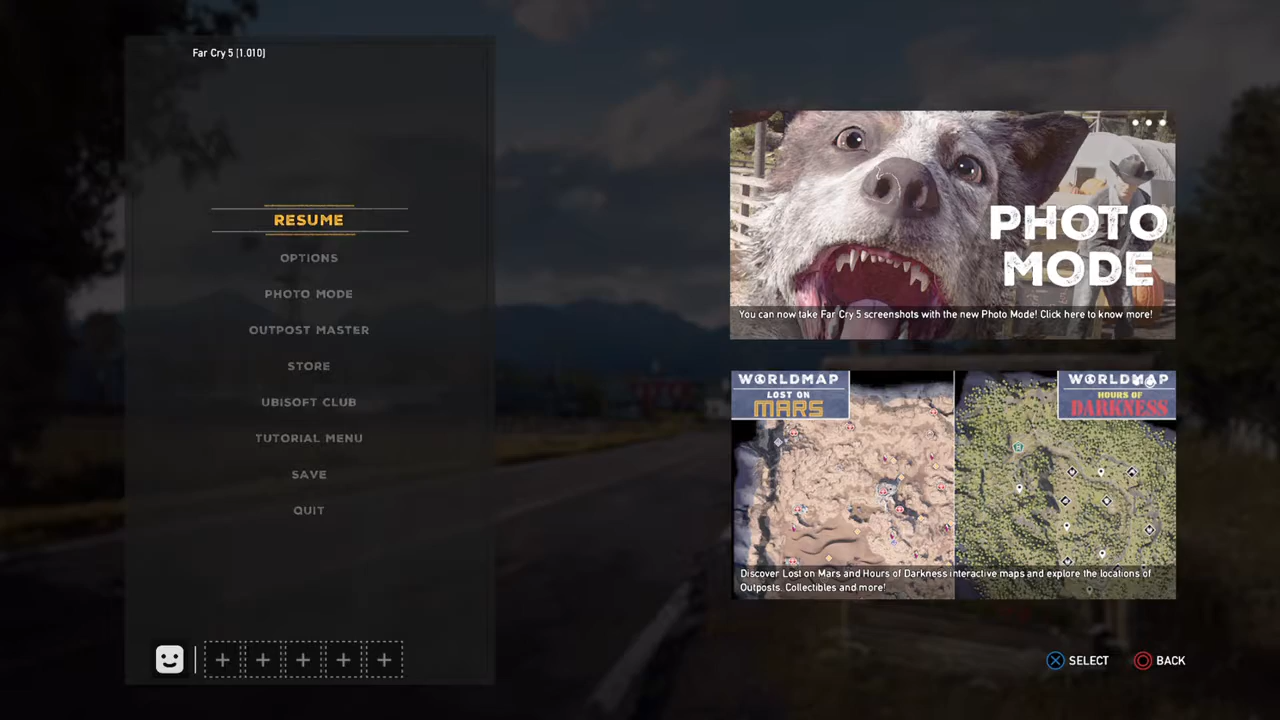 Far Cry 5 [1.010]
RESUME
OPTIONS
PHOTO MODE
OUTPOST MASTER
STORE
UBISOFT CLUB
TUTORIAL MENU
SAVE
QUIT
PHOTO
MODE
You can now take Far Cry 5 screenshots with the new Photo Mode! Click here to know more!
WORLDMAP
LOST ON
MARS
WORLDMAP
HOURS OF
DARKNESS
Discover Lost on Mars and Hours of Darkness interactive maps and explore the locations of
Outposts, Collectibles and more!
SELECT
BACK